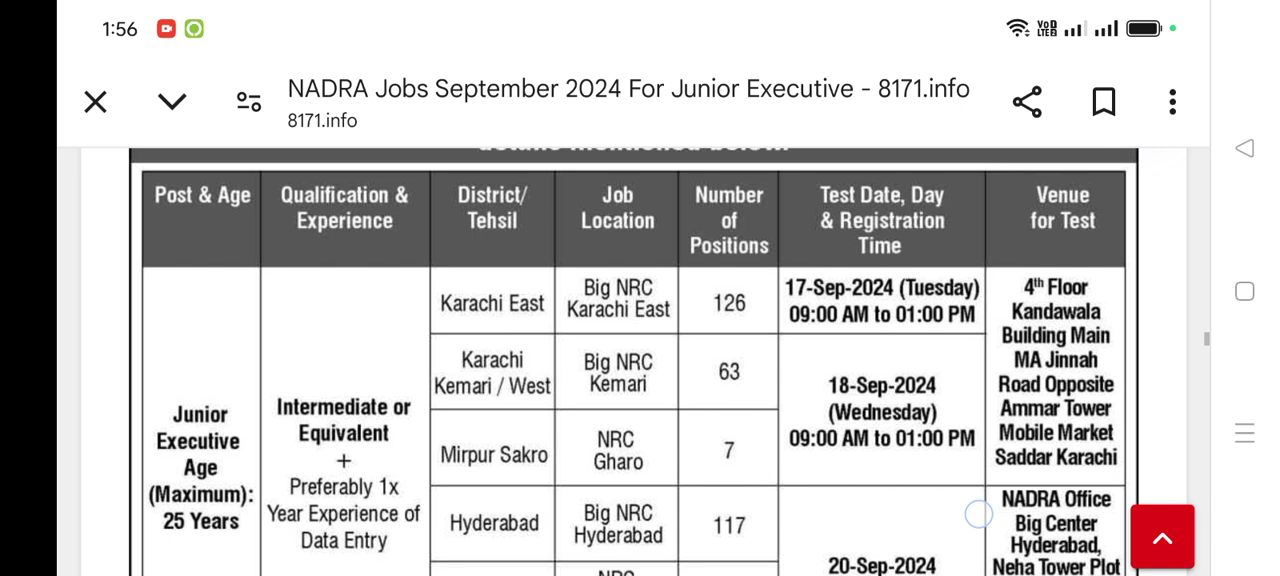 1:56
VoD
LTE2
NADRA Jobs September 2024 For Junior Executive - 8171.info
8171.info
Post & Age
Qualification &
Experience
District/
Tehsil
Job
Location
Number
of
Positions
Test Date, Day
& Registration
Time
Venue
for Test
Junior
Executive
Age
(Maximum):
25 Years
Intermediate or
Equivalent
+
Preferably 1x
Year Experience of
Data Entry
Karachi East
Big NRC
Karachi East
126
17-Sep-2024 (Tuesday)
09:00 AM to 01:00 PM
4th Floor
Kandawala
Building Main
MA Jinnah
Road Opposite
Ammar Tower
Mobile Market
Saddar Karachi
Karachi
Kemari / West
Big NRC
Kemari
63
18-Sep-2024
(Wednesday)
09:00 AM to 01:00 PM
Mirpur Sakro
NRC
Gharo
7
Hyderabad
Big NRC
Hyderabad
117
20-Sep-2024
NADRA Office
Big Center
Hyderabad,
Neha Tower Plot